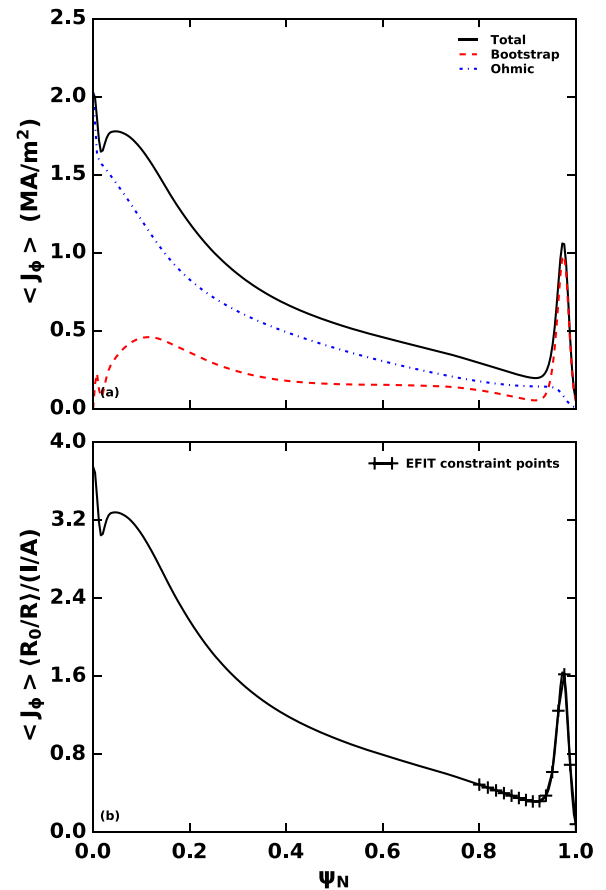 2.5
Total
Bootstrap
Ohmic
2.0
1.5
1.0
0.5
0.0
< J_ϕ > (MA/m²)
(a)
4.0
EFIT constraint points
3.2
2.4
1.6
0.8
0.0
< J_ϕ > ⟨R₀/R⟩/(I/A)
(b)
0.0 0.2 0.4 0.6 0.8 1.0
Ψ_N